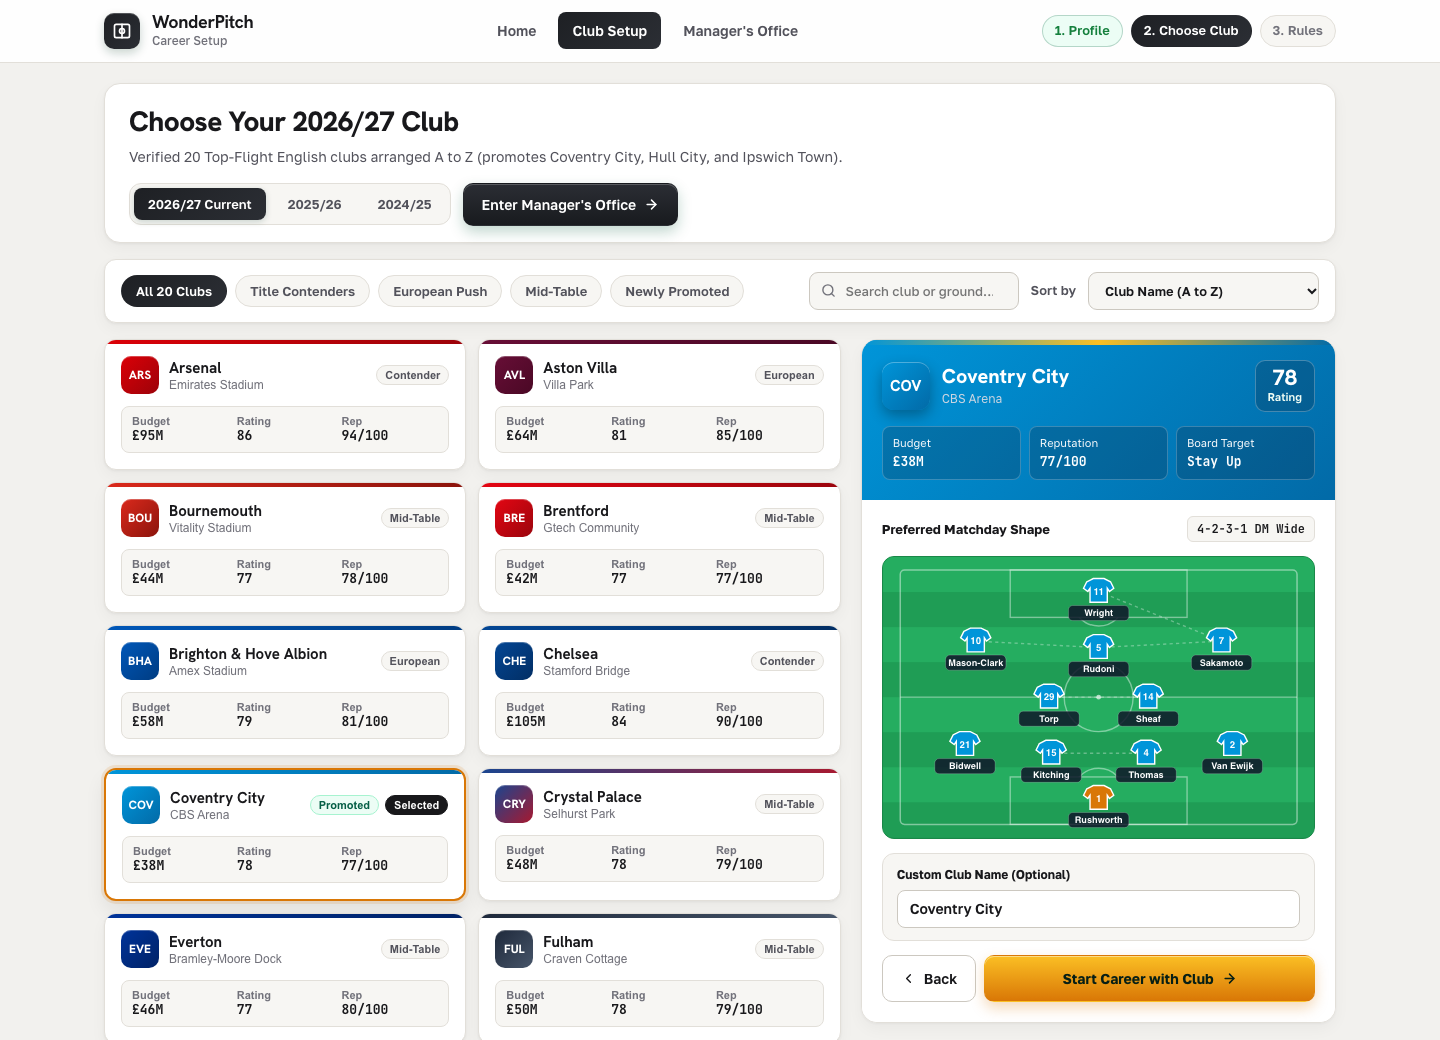 WonderPitch
Career Setup
Home
Club Setup
Manager's Office
1. Profile
2. Choose Club
3. Rules
Choose Your 2026/27 Club
Verified 20 Top-Flight English clubs arranged A to Z (promotes Coventry City, Hull City, and Ipswich Town).
2026/27 Current
2025/26
2024/25
Enter Manager's Office →
All 20 Clubs
Title Contenders
European Push
Mid-Table
Newly Promoted
Search club or ground...
Sort by
Club Name (A to Z)
ARS
Arsenal
Emirates Stadium
Contender
Budget Rating Rep
£95M 86 94/100
AVL
Aston Villa
Villa Park
European
Budget Rating Rep
£64M 81 85/100
BOU
Bournemouth
Vitality Stadium
Mid-Table
Budget Rating Rep
£44M 77 78/100
BRE
Brentford
Gtech Community
Mid-Table
Budget Rating Rep
£42M 77 77/100
BHA
Brighton & Hove Albion
Amex Stadium
European
Budget Rating Rep
£58M 79 81/100
CHE
Chelsea
Stamford Bridge
Contender
Budget Rating Rep
£105M 84 90/100
COV
Coventry City
CBS Arena
Promoted
Selected
Budget Rating Rep
£38M 78 77/100
CRY
Crystal Palace
Selhurst Park
Mid-Table
Budget Rating Rep
£48M 78 79/100
EVE
Everton
Bramley-Moore Dock
Mid-Table
Budget Rating Rep
£46M 77 80/100
FUL
Fulham
Craven Cottage
Mid-Table
Budget Rating Rep
£50M 78 79/100
COV
Coventry City
CBS Arena
78
Rating
Budget
£38M
Reputation
77/100
Board Target
Stay Up
Preferred Matchday Shape
4-2-3-1 DM Wide
11
Wright
10
Mason-Clark
5
Rudoni
7
Sakamoto
29
Torp
14
Sheaf
21
Bidwell
15
Kitching
4
Thomas
2
Van Ewijk
1
Rushworth
Custom Club Name (Optional)
Coventry City
Back
Start Career with Club →